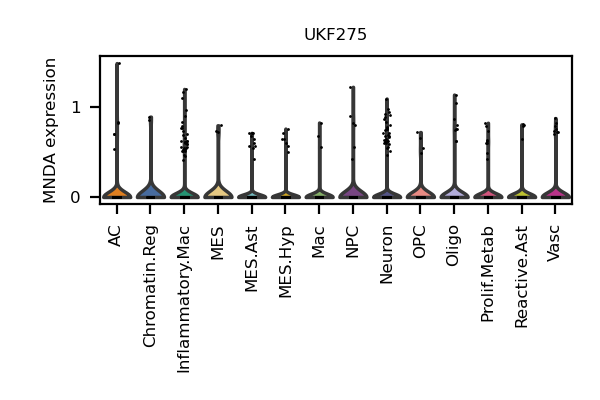 UKF275
MNDA expression
1
0
AC
Chromatin.Reg
Inflammatory.Mac
MES
MES.Ast
MES.Hyp
Mac
NPC
Neuron
OPC
Oligo
Prolif.Metab
Reactive.Ast
Vasc